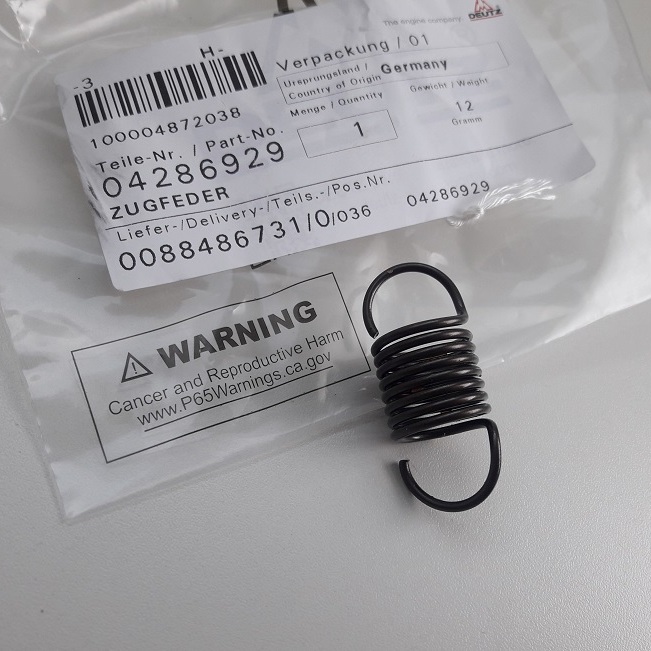 The engine company
DEUTZ
-3 H-
100004872038
Verpackung / 01
Ursprungsland /
Country of Origin Germany
Menge / Quantity
1
Gewicht / Weight
12
Gramm
Teile-Nr. / Part-No.
04286929
ZUGFEDER
Liefer-/Delivery-/Teils.-/Pos.Nr.
0088486731/0/036 04286929
⚠ WARNING
Cancer and Reproductive Harm
www.P65Warnings.ca.gov